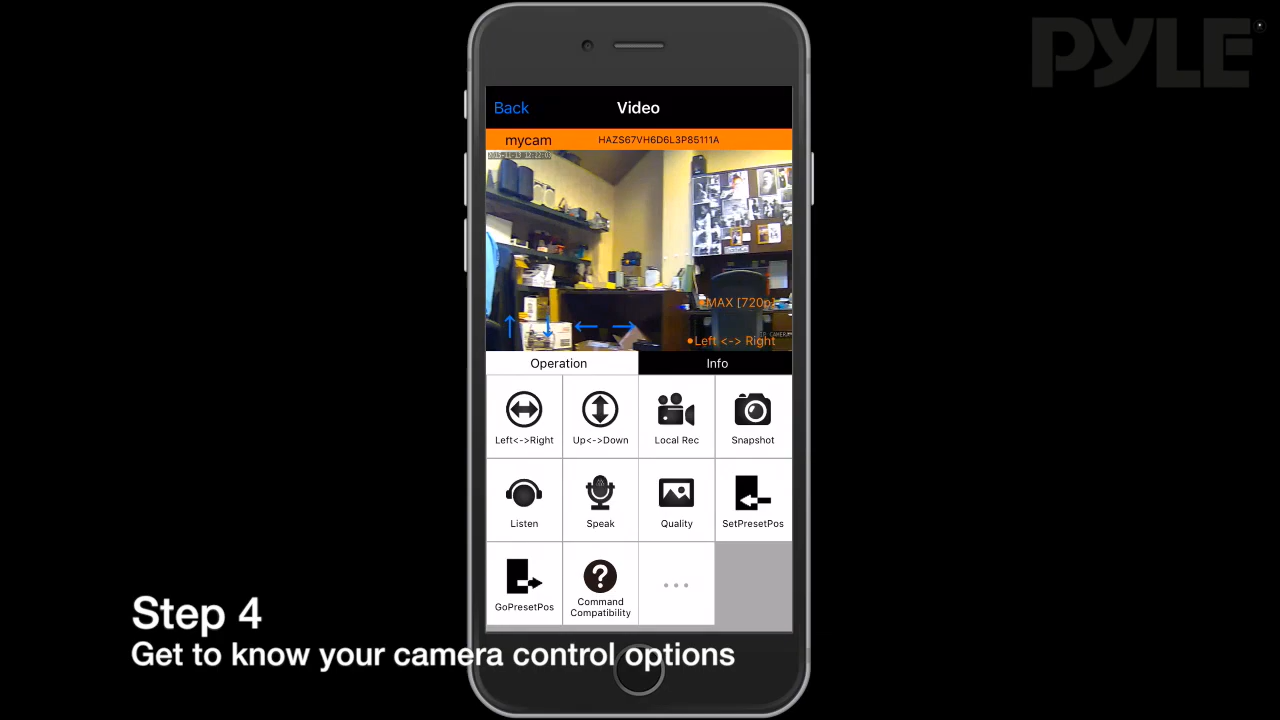 PYLE
Back
Video
mycam
HAZS67VH6D6L3P85111A
MAX [720p]
Left <-> Right
Operation
Info
Left<->Right
Up<->Down
Local Rec
Snapshot
Listen
Speak
Quality
SetPresetPos
GoPresetPos
Command
Compatibility
...
Step 4
Get to know your camera control options